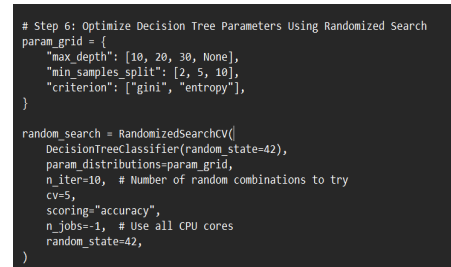 # Step 6: Optimize Decision Tree Parameters Using Randomized Search
param_grid = {
    "max_depth": [10, 20, 30, None],
    "min_samples_split": [2, 5, 10],
    "criterion": ["gini", "entropy"],
}
random_search = RandomizedSearchCV(
    DecisionTreeClassifier(random_state=42),
    param_distributions=param_grid,
    n_iter=10,  # Number of random combinations to try
    cv=5,
    scoring="accuracy",
    n_jobs=-1,  # Use all CPU cores
    random_state=42,
)